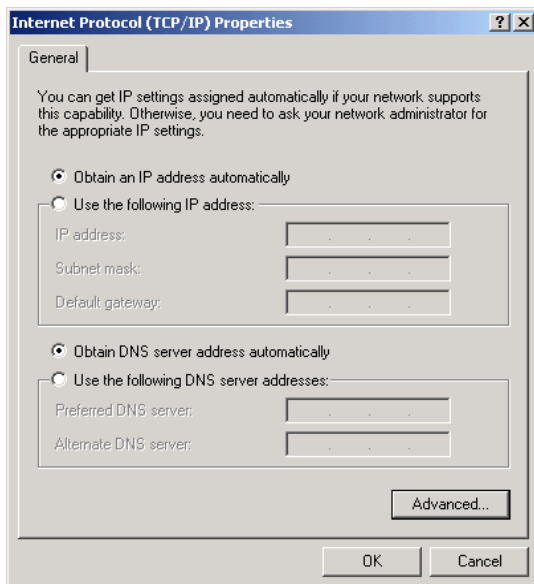 Internet Protocol (TCP/IP) Properties
General
You can get IP settings assigned automatically if your network supports
this capability. Otherwise, you need to ask your network administrator for
the appropriate IP settings.
Obtain an IP address automatically
Use the following IP address:
IP address:
Subnet mask:
Default gateway:
Obtain DNS server address automatically
Use the following DNS server addresses:
Preferred DNS server:
Alternate DNS server:
Advanced...
OK Cancel